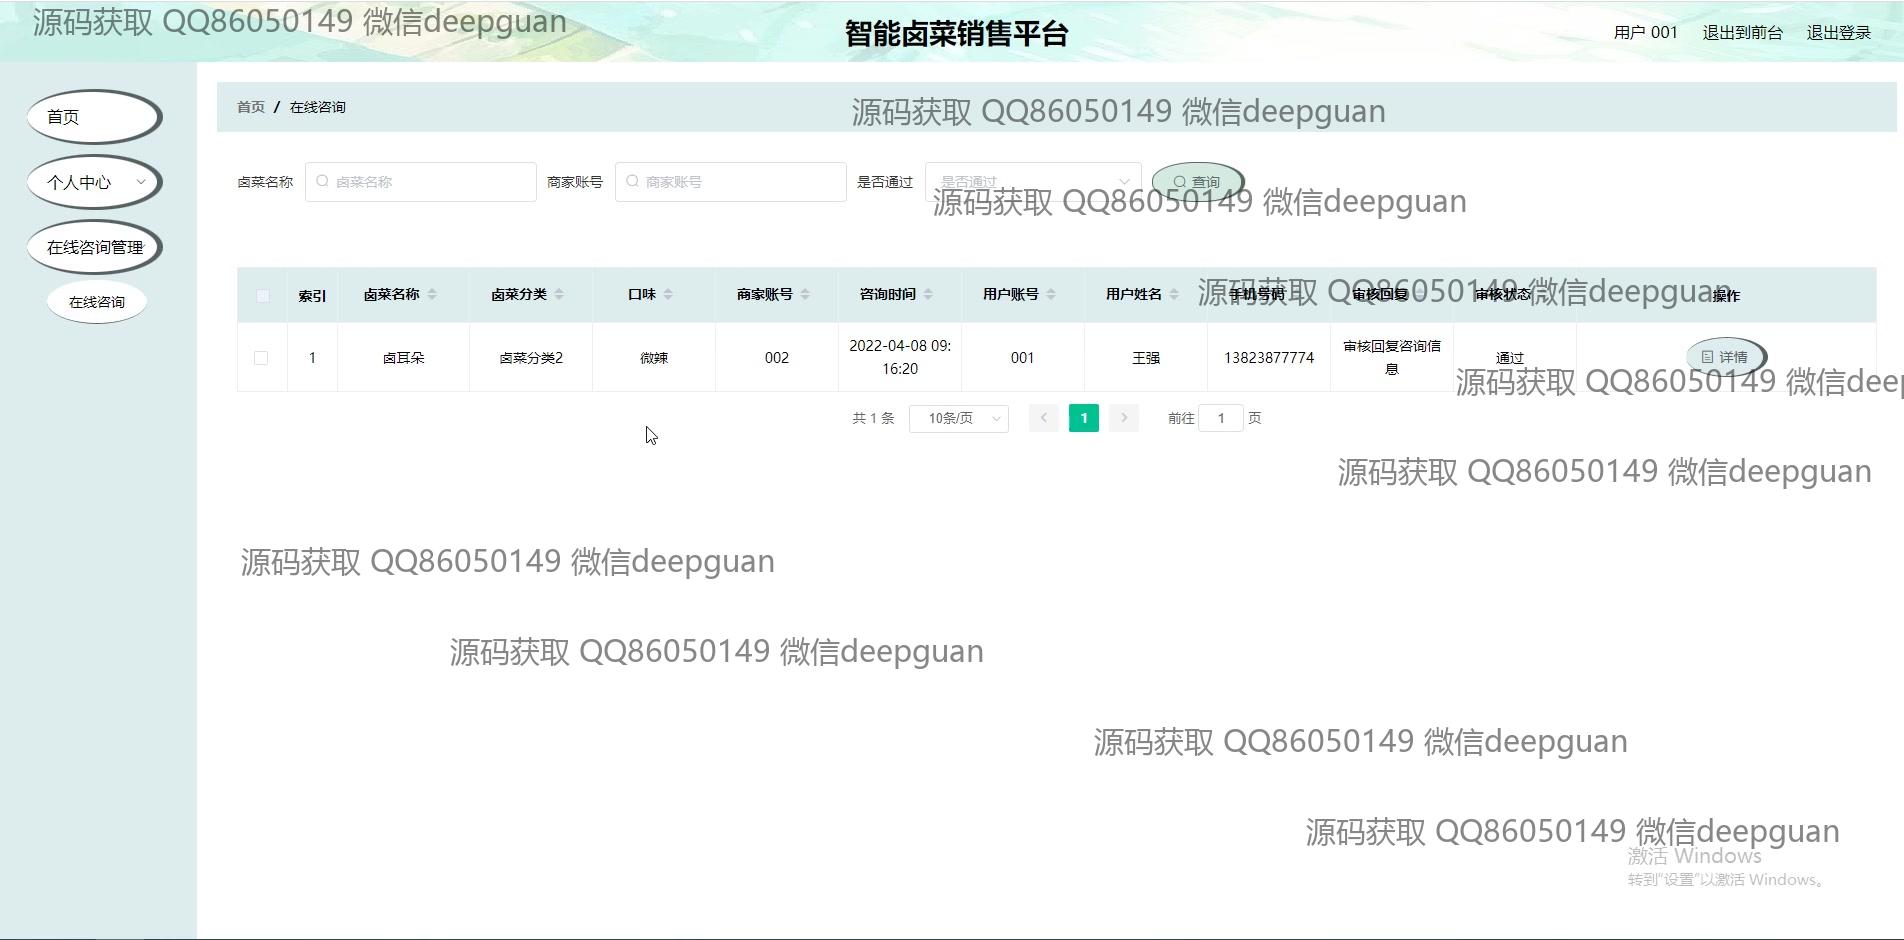 源码获取 QQ86050149 微信deepguan
智能卤菜销售平台
用户 001
退出到前台
退出登录
首页
个人中心
在线咨询管理
在线咨询
首页 / 在线咨询
源码获取 QQ86050149 微信deepguan
卤菜名称
卤菜名称
商家账号
商家账号
是否通过
是否通过
查询
源码获取 QQ86050149 微信deepguan
索引
卤菜名称
卤菜分类
口味
商家账号
咨询时间
用户账号
用户姓名
手机号码
审核回复
审核状态
操作
源码获取 QQ86050149 微信deepguan
1
卤耳朵
卤菜分类2
微辣
002
2022-04-08 09:
16:20
001
王强
13823877774
审核回复咨询信
息
通过
详情
源码获取 QQ86050149 微信deep
共 1 条
10条/页
1
前往
1
页
源码获取 QQ86050149 微信deepguan
源码获取 QQ86050149 微信deepguan
源码获取 QQ86050149 微信deepguan
源码获取 QQ86050149 微信deepguan
源码获取 QQ86050149 微信deepguan
激活 Windows
转到“设置”以激活 Windows。